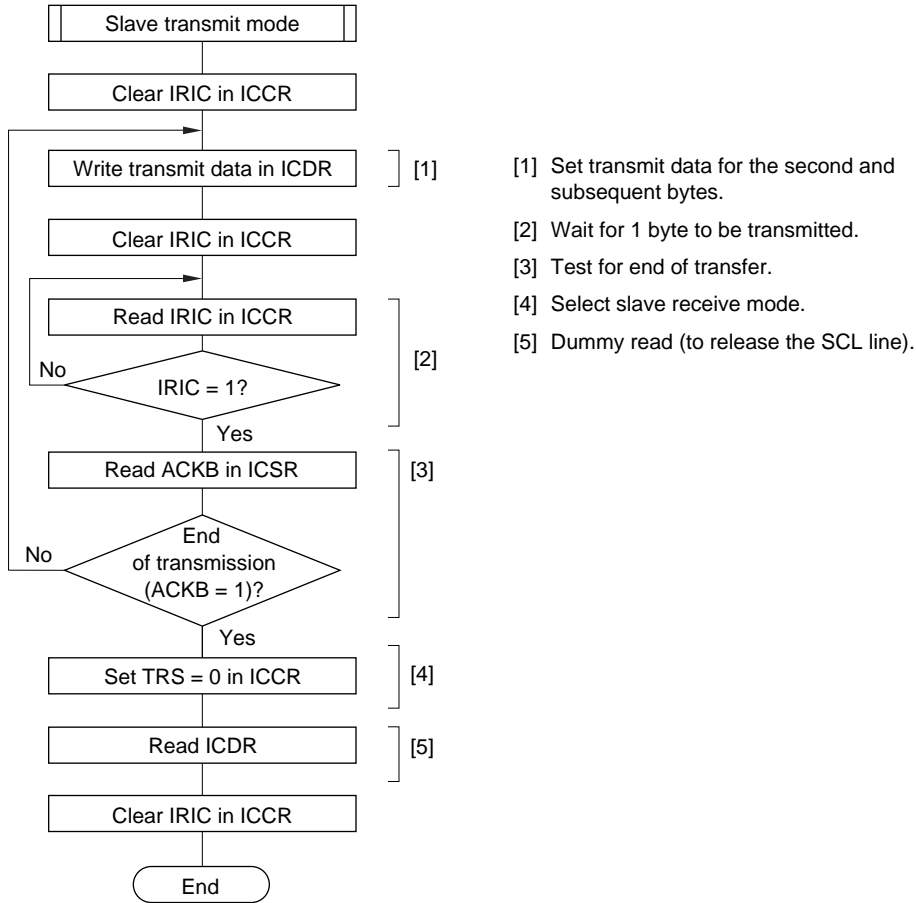 Slave transmit mode
Clear IRIC in ICCR
Write transmit data in ICDR
[1]
Clear IRIC in ICCR
Read IRIC in ICCR
[2]
No
IRIC = 1?
Yes
Read ACKB in ICSR
[3]
No
End
of transmission
(ACKB = 1)?
Yes
Set TRS = 0 in ICCR
[4]
Read ICDR
[5]
Clear IRIC in ICCR
End
[1] Set transmit data for the second and
subsequent bytes.
[2] Wait for 1 byte to be transmitted.
[3] Test for end of transfer.
[4] Select slave receive mode.
[5] Dummy read (to release the SCL line).